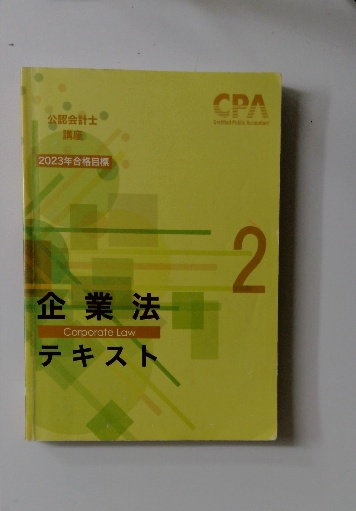 公認会計士
講座
CPA
Certified Public Accountant
2023年合格目標
2
企業法
Corporate Law
テキスト